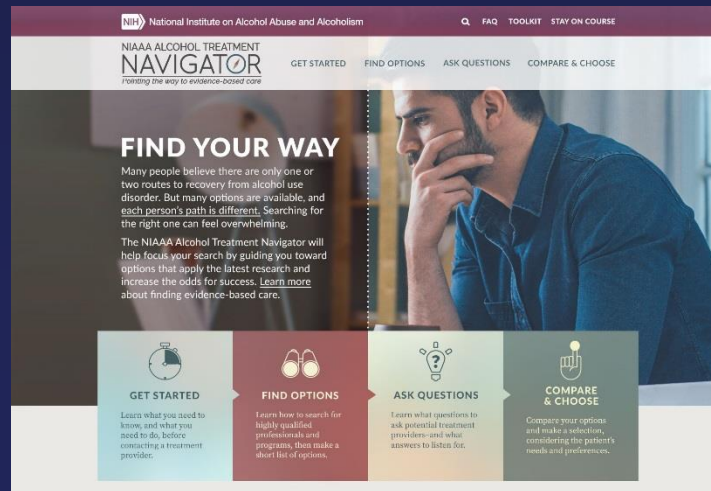 NIH National Institute on Alcohol Abuse and Alcoholism
FAQ TOOLKIT STAY ON COURSE
NIAAA ALCOHOL TREATMENT
NAVIGATOR
Pointing the way to evidence-based care
GET STARTED FIND OPTIONS ASK QUESTIONS COMPARE & CHOOSE
FIND YOUR WAY
Many people believe there are only one or
two routes to recovery from alcohol use
disorder. But many options are available, and
each person's path is different. Searching for
the right one can feel overwhelming.
The NIAAA Alcohol Treatment Navigator will
help focus your search by guiding you toward
options that apply the latest research and
increase the odds for success. Learn more
about finding evidence-based care.
GET STARTED
Learn what you need to
know, and what you
need to do, before
contacting a treatment
provider.
FIND OPTIONS
Learn how to search for
highly qualified
professionals and
programs, then make a
short list of options.
?
ASK QUESTIONS
Learn what questions to
ask potential treatment
providers–and what
answers to listen for.
COMPARE
& CHOOSE
Compare your options
and make a selection,
considering the patient's
needs and preferences.